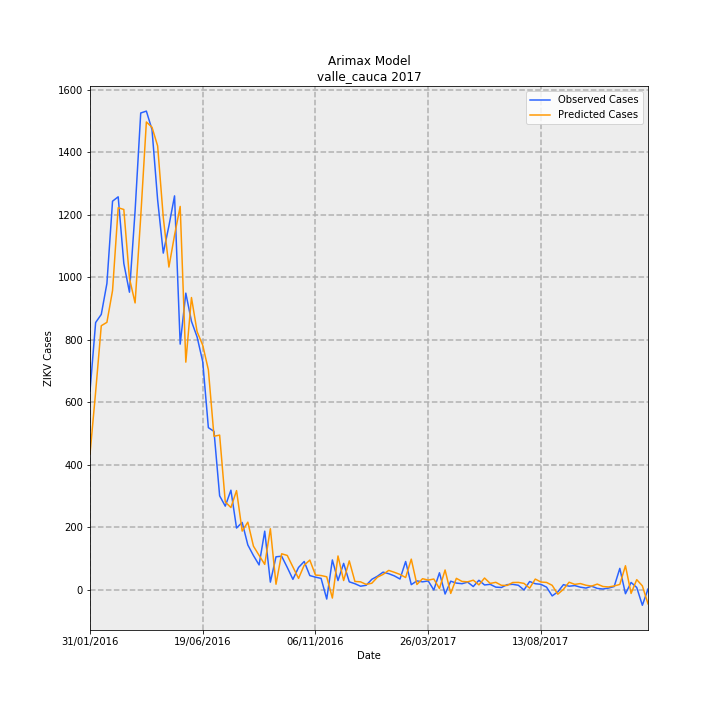 Arimax Model
valle_cauca 2017
Observed Cases
Predicted Cases
1600
1400
1200
1000
800
600
400
200
0
ZIKV Cases
31/01/2016
19/06/2016
06/11/2016
26/03/2017
13/08/2017
Date